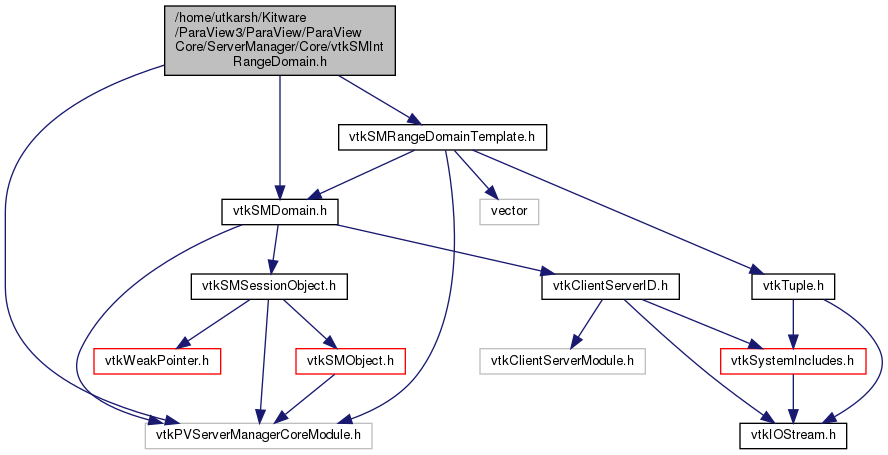 /home/utkarsh/Kitware
/ParaView3/ParaView/ParaView
Core/ServerManager/Core/vtkSMInt
RangeDomain.h
vtkSMRangeDomainTemplate.h
vtkSMDomain.h
vector
vtkSMSessionObject.h
vtkClientServerID.h
vtkTuple.h
vtkWeakPointer.h
vtkSMObject.h
vtkClientServerModule.h
vtkSystemIncludes.h
vtkPVServerManagerCoreModule.h
vtkIOStream.h